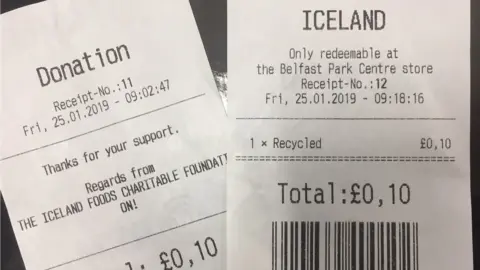 Donation
Receipt-No.:11
Fri, 25.01.2019 - 09:02:47
Thanks for your support.
Regards from
THE ICELAND FOODS CHARITABLE FOUNDATI
ON!
£0,10
ICELAND
Only redeemable at
the Belfast Park Centre store
Receipt-No.:12
Fri, 25.01.2019 - 09:18:16
1 × Recycled £0,10
Total:£0,10